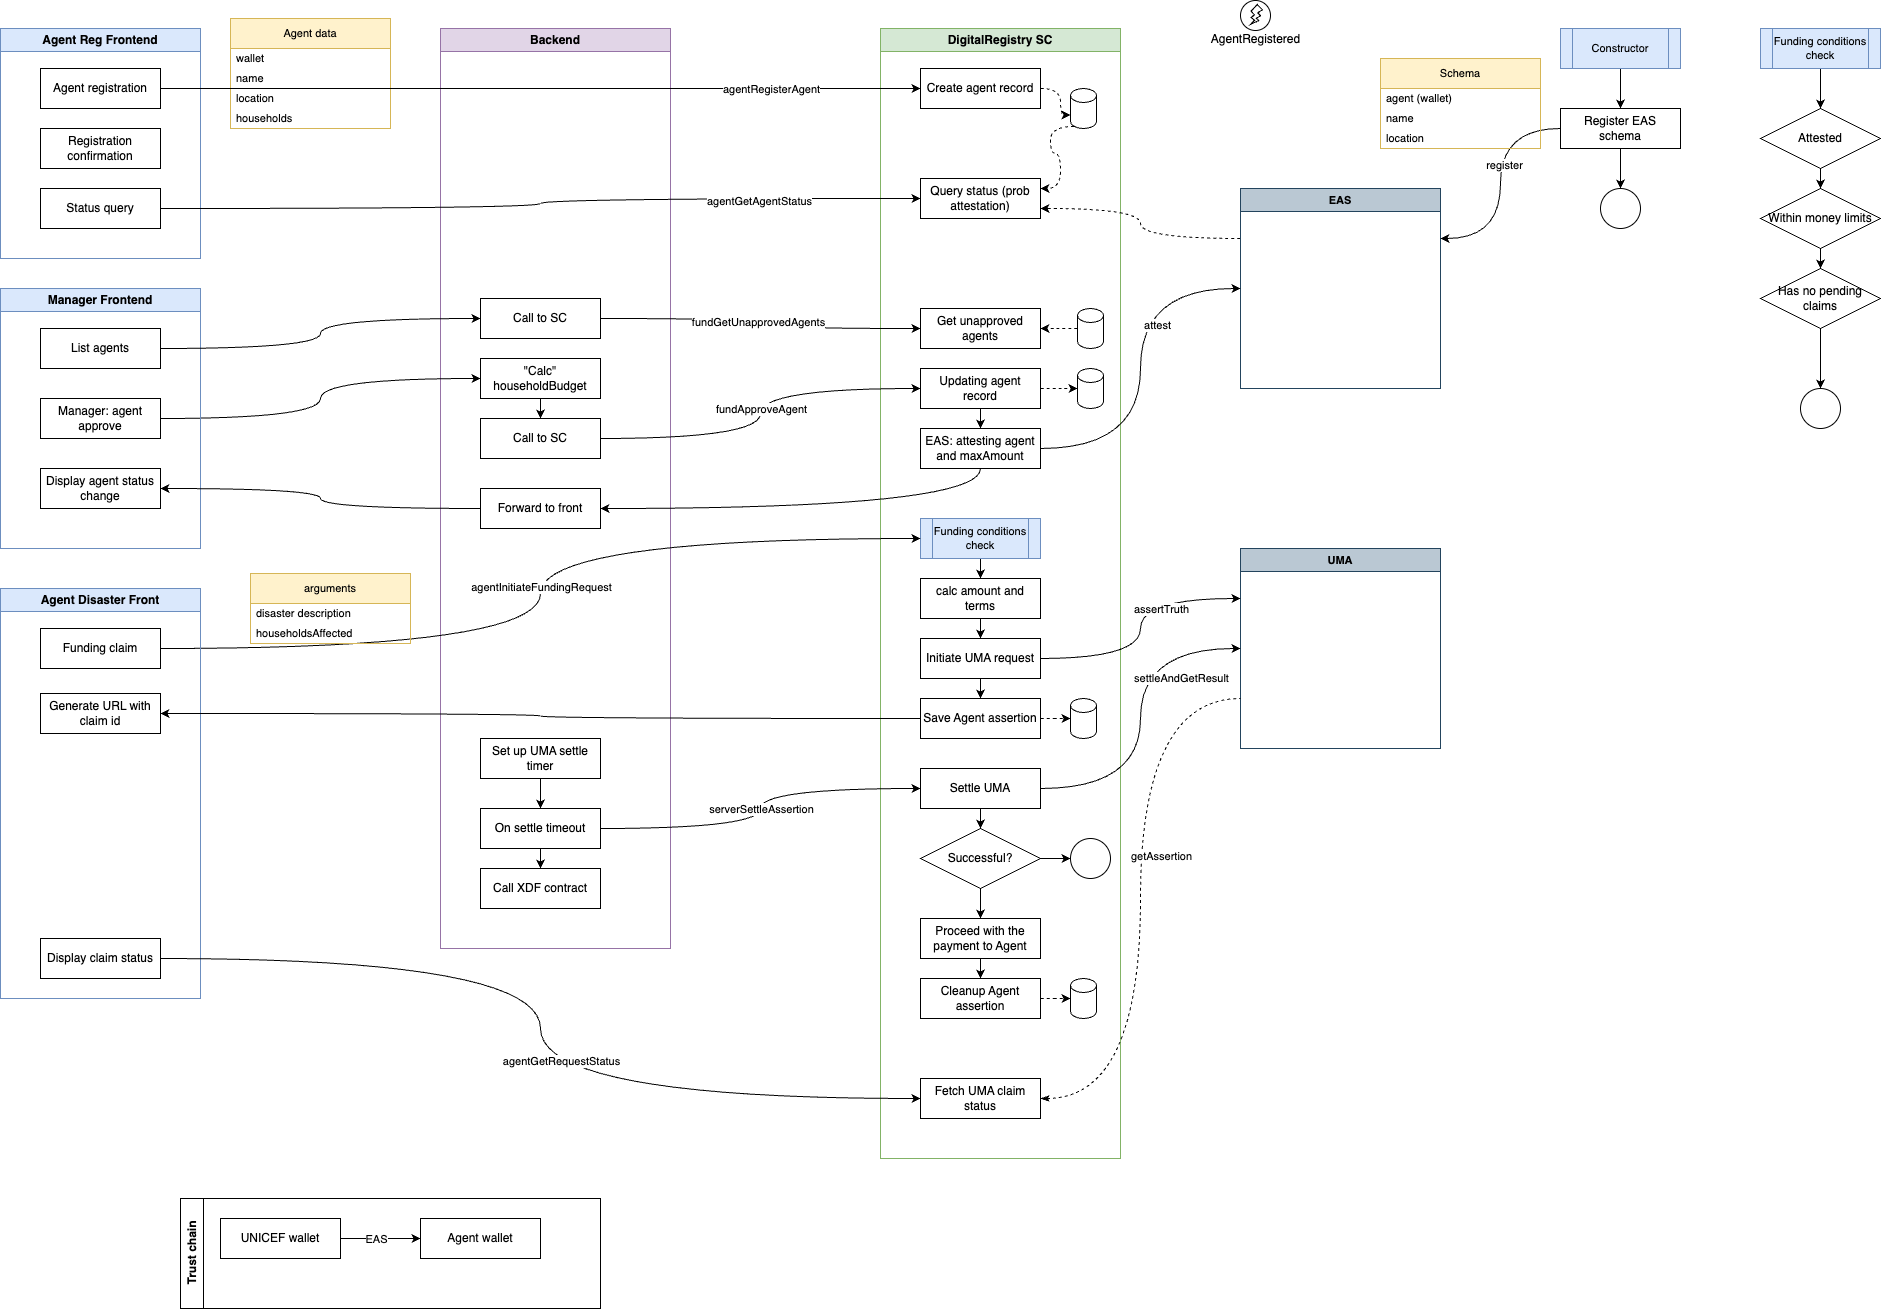 AgentRegistered
Agent Reg Frontend
Agent registration
Registration
confirmation
Status query
Agent data
wallet
name
location
households
Backend
DigitalRegistry SC
agentRegisterAgent
Create agent record
agentGetAgentStatus
Query status (prob
attestation)
Schema
agent (wallet)
name
location
Constructor
Register EAS
schema
register
EAS
Funding conditions
check
Attested
Within money limits
Has no pending
claims
Manager Frontend
List agents
Manager: agent
approve
Display agent status
change
Call to SC
"Calc"
householdBudget
Call to SC
Forward to front
fundGetUnapprovedAgents
fundApproveAgent
Get unapproved
agents
Updating agent
record
EAS: attesting agent
and maxAmount
attest
Agent Disaster Front
Funding claim
Generate URL with
claim id
Display claim status
arguments
disaster description
householdsAffected
agentInitiateFundingRequest
Funding conditions
check
calc amount and
terms
Initiate UMA request
Save Agent assertion
assertTruth
UMA
settleAndGetResult
Set up UMA settle
timer
On settle timeout
Call XDF contract
serverSettleAssertion
Settle UMA
Successful?
getAssertion
Proceed with the
payment to Agent
Cleanup Agent
assertion
agentGetRequestStatus
Fetch UMA claim
status
Trust chain
UNICEF wallet
EAS
Agent wallet